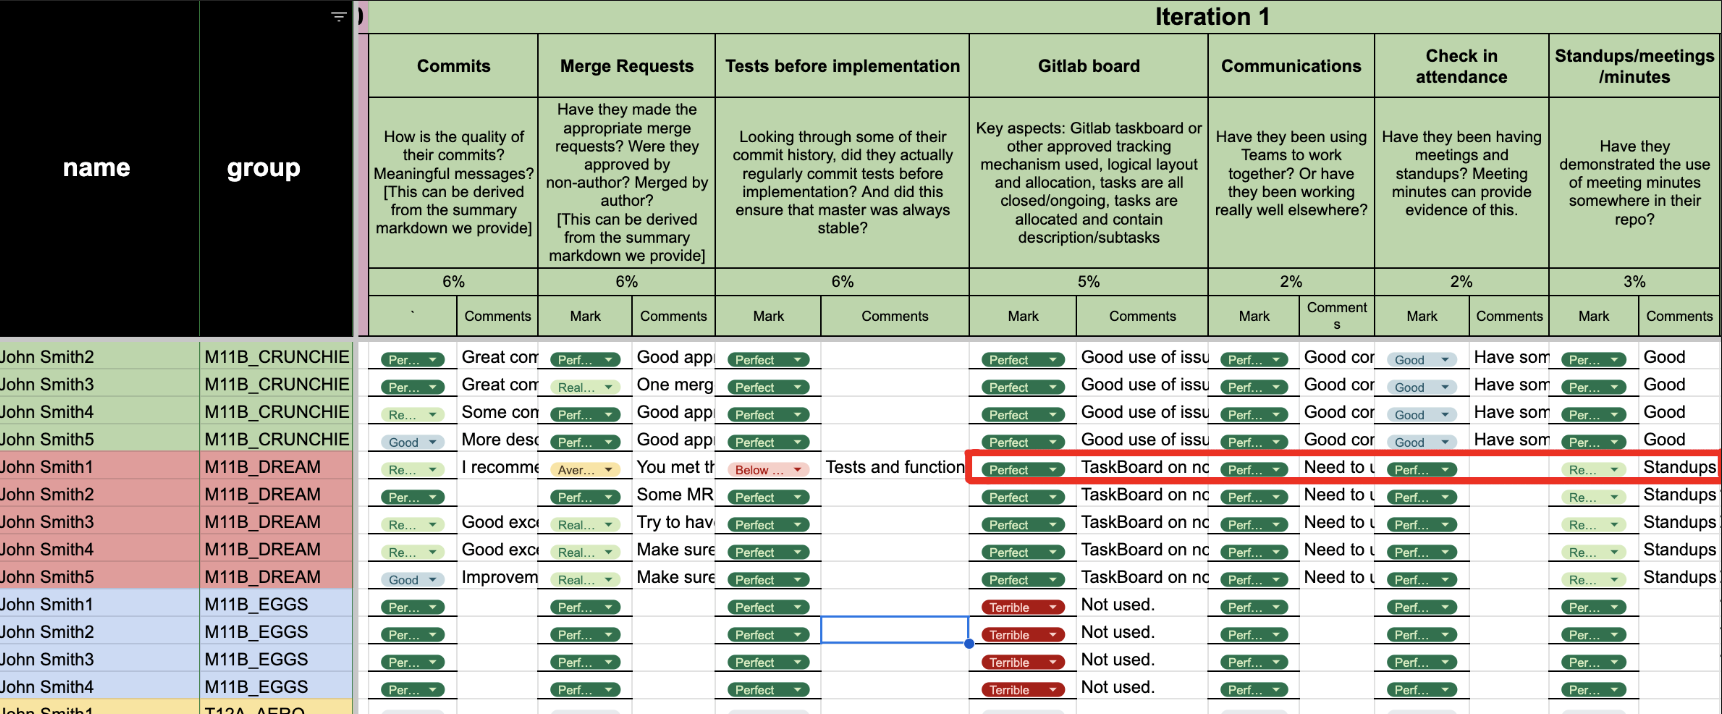 Iteration 1
name
group
Commits
Merge Requests
Tests before implementation
Gitlab board
Communications
Check in
attendance
Standups/meetings
/minutes
How is the quality of
their commits?
Meaningful messages?
[This can be derived
from the summary
markdown we provide]
Have they made the
appropriate merge
requests? Were they
approved by
non-author? Merged by
author?
[This can be derived
from the summary
markdown we provide]
Looking through some of their
commit history, did they actually
regularly commit tests before
implementation? And did this
ensure that master was always
stable?
Key aspects: Gitlab taskboard or
other approved tracking
mechanism used, logical layout
and allocation, tasks are all
closed/ongoing, tasks are
allocated and contain
description/subtasks
Have they been using
Teams to work
together? Or have
they been working
really well elsewhere?
Have they been having
meetings and
standups? Meeting
minutes can provide
evidence of this.
Have they
demonstrated the use
of meeting minutes
somewhere in their
repo?
6% 6% 6% 5% 2% 2% 3%
` Comments Mark Comments Mark Comments Mark Comments Mark Comment
s Mark Comments Mark Comments
John Smith2 M11B_CRUNCHIE Per... Great com Perf... Good appr Perfect Perfect Good use of issu Perf... Good cor Good Have som Per... Good
John Smith3 M11B_CRUNCHIE Per... Great com Real... One merg Perfect Perfect Good use of issu Perf... Good cor Good Have som Per... Good
John Smith4 M11B_CRUNCHIE Re... Some com Perf... Good appr Perfect Perfect Good use of issu Perf... Good cor Good Have som Per... Good
John Smith5 M11B_CRUNCHIE Good More desc Perf... Good appr Perfect Perfect Good use of issu Perf... Good cor Good Have som Per... Good
John Smith1 M11B_DREAM Re... I recomme Aver... You met th Below ... Tests and function Perfect TaskBoard on no Perf... Need to u Perf... Re... Standups
John Smith2 M11B_DREAM Per... Perf... Some MR Perfect Perfect TaskBoard on no Perf... Need to u Perf... Re... Standups
John Smith3 M11B_DREAM Re... Good exce Real... Try to hav Perfect Perfect TaskBoard on no Perf... Need to u Perf... Re... Standups
John Smith4 M11B_DREAM Re... Good exce Real... Make sure Perfect Perfect TaskBoard on no Perf... Need to u Perf... Re... Standups
John Smith5 M11B_DREAM Good Improvem Real... Make sure Perfect Perfect TaskBoard on no Perf... Need to u Perf... Re... Standups
John Smith1 M11B_EGGS Per... Perf... Perfect Terrible Not used. Perf... Perf... Per...
John Smith2 M11B_EGGS Per... Perf... Perfect Terrible Not used. Perf... Perf... Per...
John Smith3 M11B_EGGS Per... Perf... Perfect Terrible Not used. Perf... Perf... Per...
John Smith4 M11B_EGGS Per... Perf... Perfect Terrible Not used. Perf... Perf... Per...
John Smith1 T12A_AERO